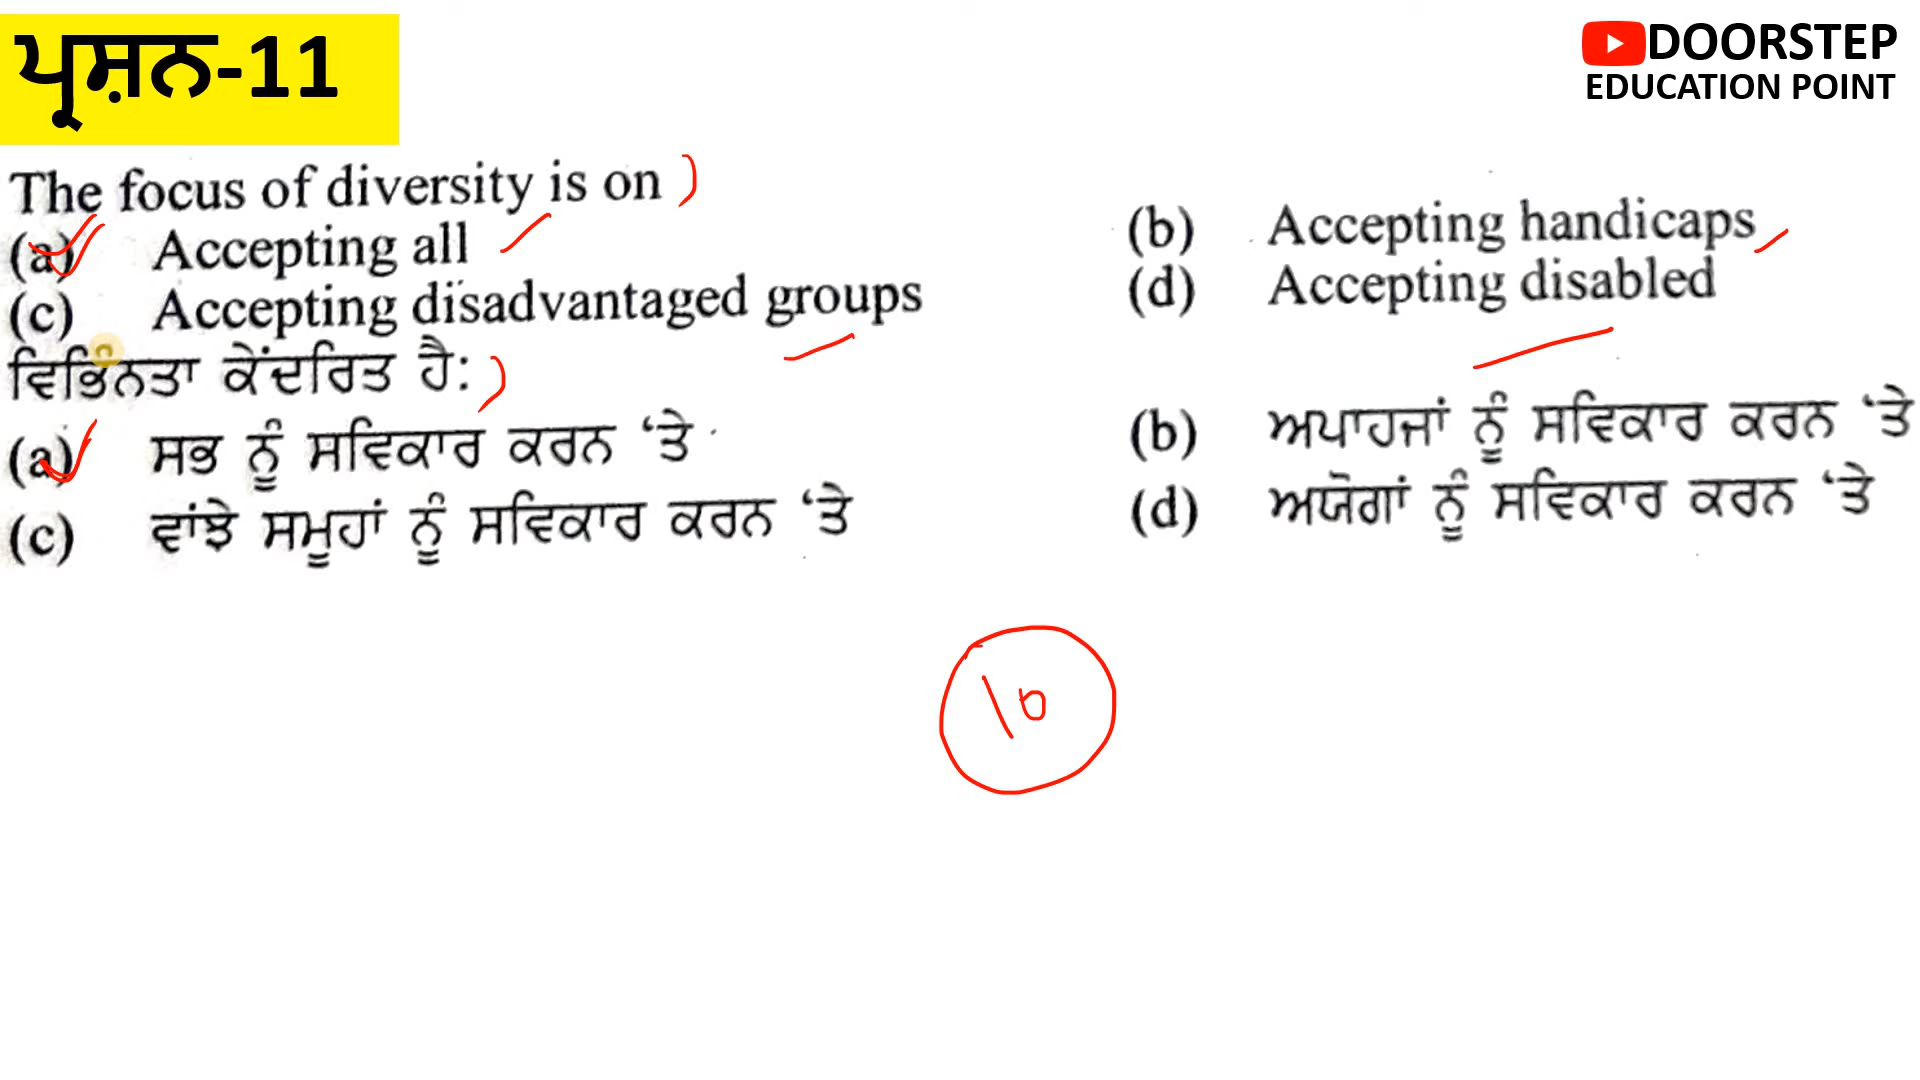 ਪ੍ਰਸ਼ਨ-11
DOORSTEP
EDUCATION POINT
The focus of diversity is on
(a) Accepting all
(b) Accepting handicaps
(c) Accepting disadvantaged groups
(d) Accepting disabled
ਵਿਭਿੰਨਤਾ ਕੇਂਦਰਿਤ ਹੈ:
(a) ਸਭ ਨੂੰ ਸਵਿਕਾਰ ਕਰਨ ‘ਤੇ
(b) ਅਪਾਹਜਾਂ ਨੂੰ ਸਵਿਕਾਰ ਕਰਨ ‘ਤੇ
(c) ਵਾਂਝੇ ਸਮੂਹਾਂ ਨੂੰ ਸਵਿਕਾਰ ਕਰਨ ‘ਤੇ
(d) ਅਯੋਗਾਂ ਨੂੰ ਸਵਿਕਾਰ ਕਰਨ ‘ਤੇ
10